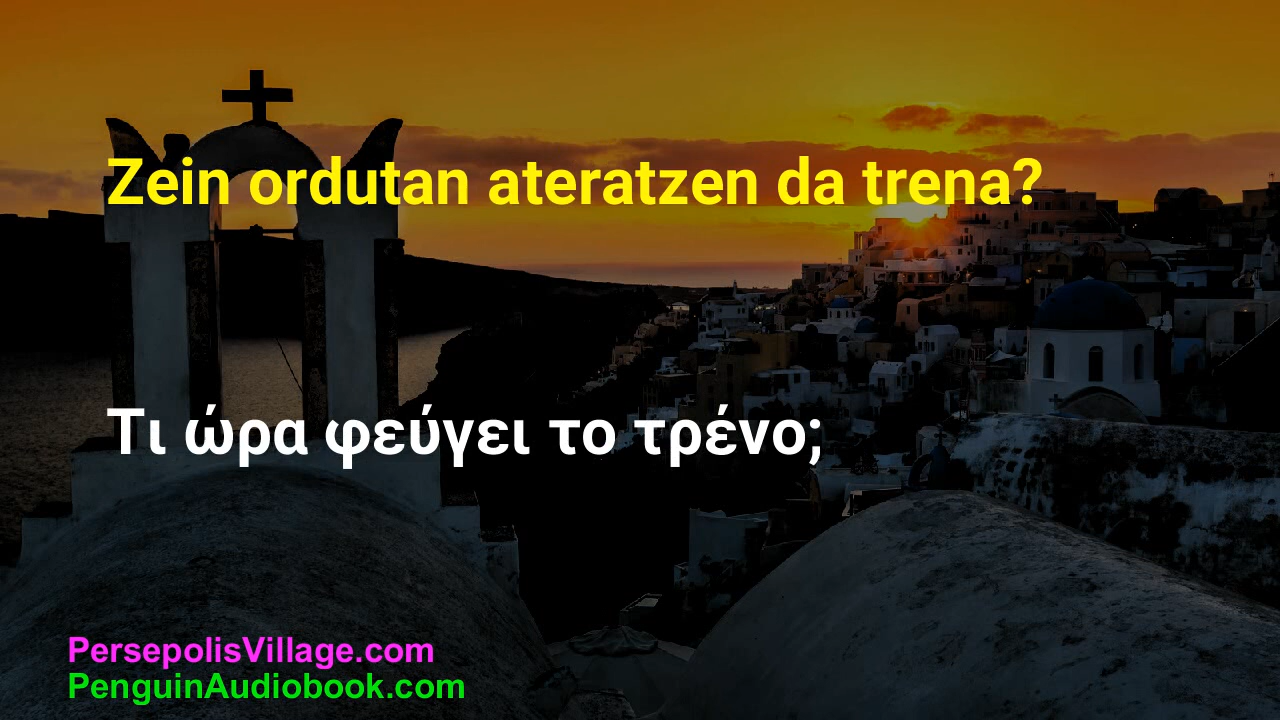 Zein ordutan ateratzen da trena?
Τι ώρα φεύγει το τρένο;
PersepolisVillage.com
PenguinAudiobook.com